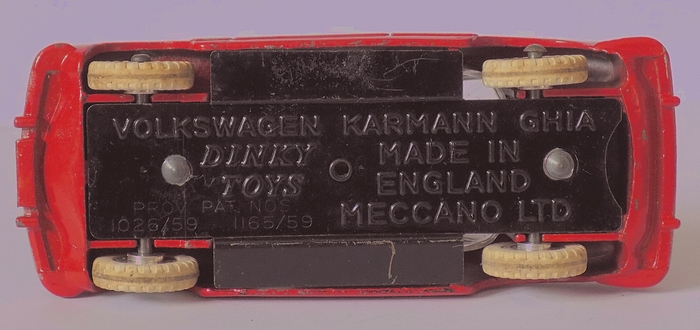 VOLKSWAGEN KARMANN GHIA
DINKY
TOYS
PROV. PAT. NOS
1026/59 1165/59
MADE IN
ENGLAND
MECCANO LTD